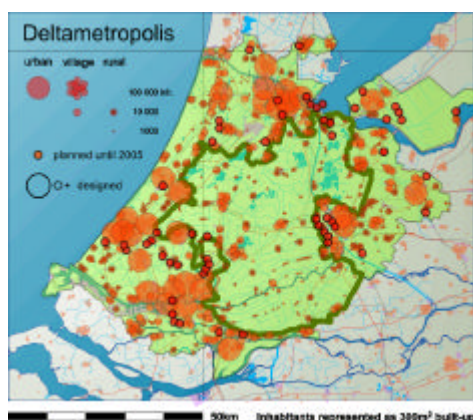 Deltametropolis
urban village rural
100 000 inh.
10 000
1000
planned until 2005
+ designed
50km Inhabitants represented as 300m² built-up